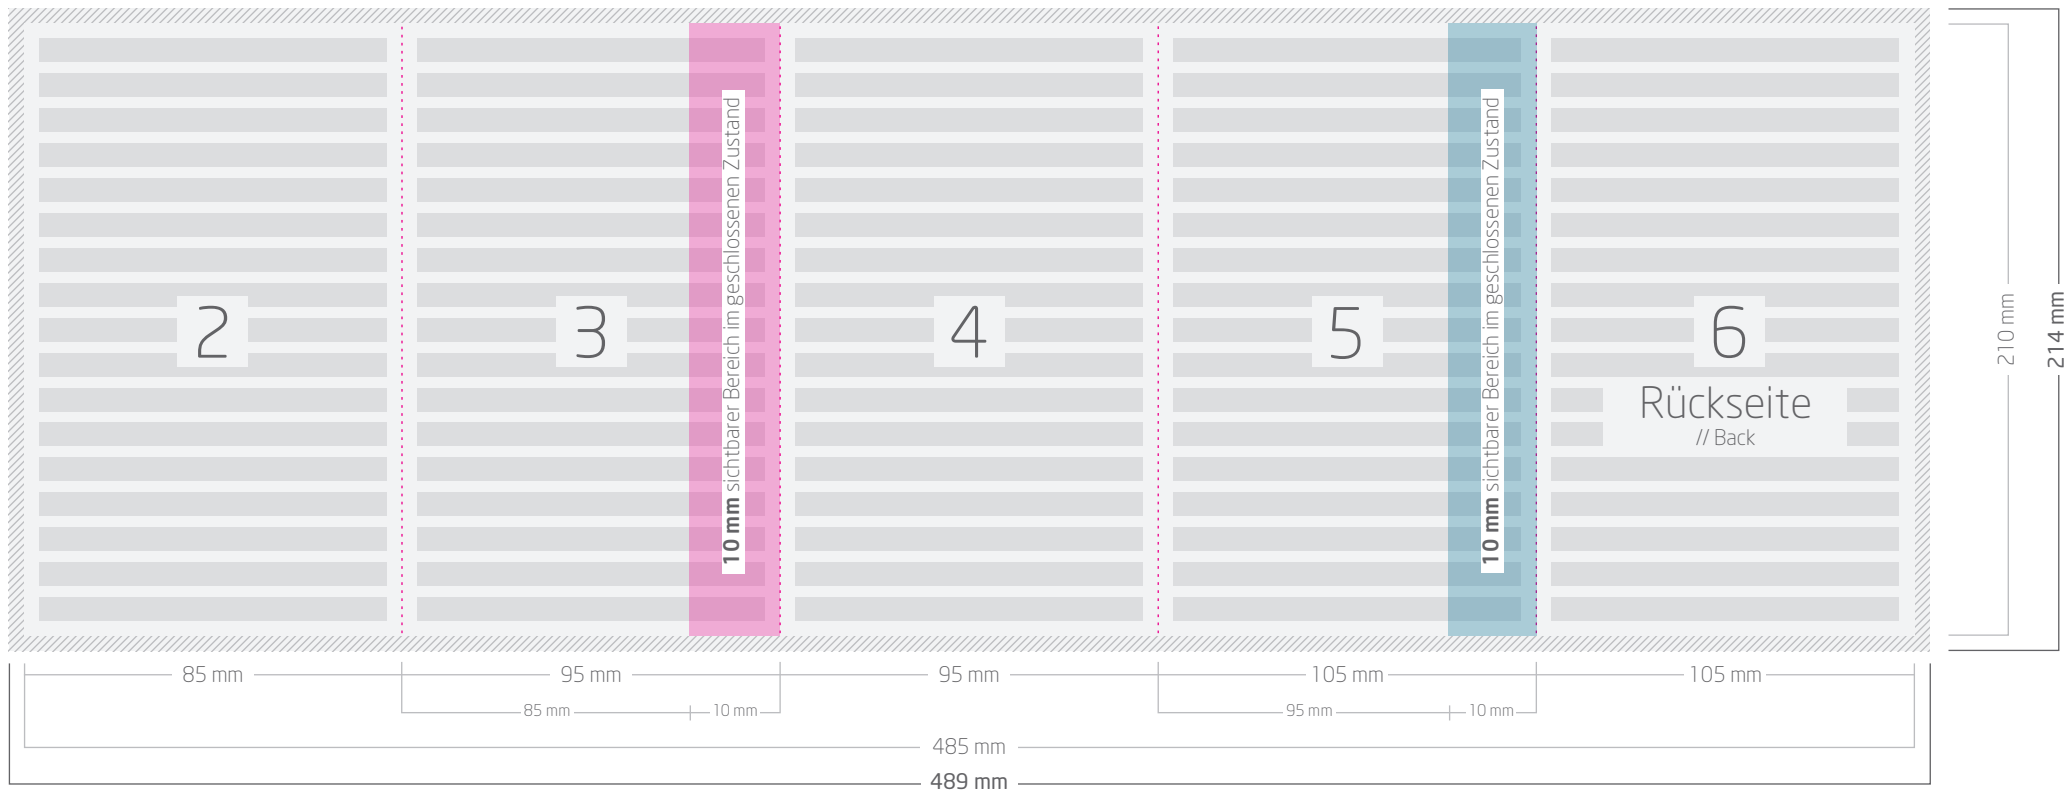 2
3
4
5
6
Rückseite
// Back
10 mm sichtbarer Bereich im geschlossenen Zustand
10 mm sichtbarer Bereich im geschlossenen Zustand
210 mm
214 mm
85 mm
95 mm
95 mm
105 mm
105 mm
85 mm
10 mm
95 mm
10 mm
485 mm
489 mm